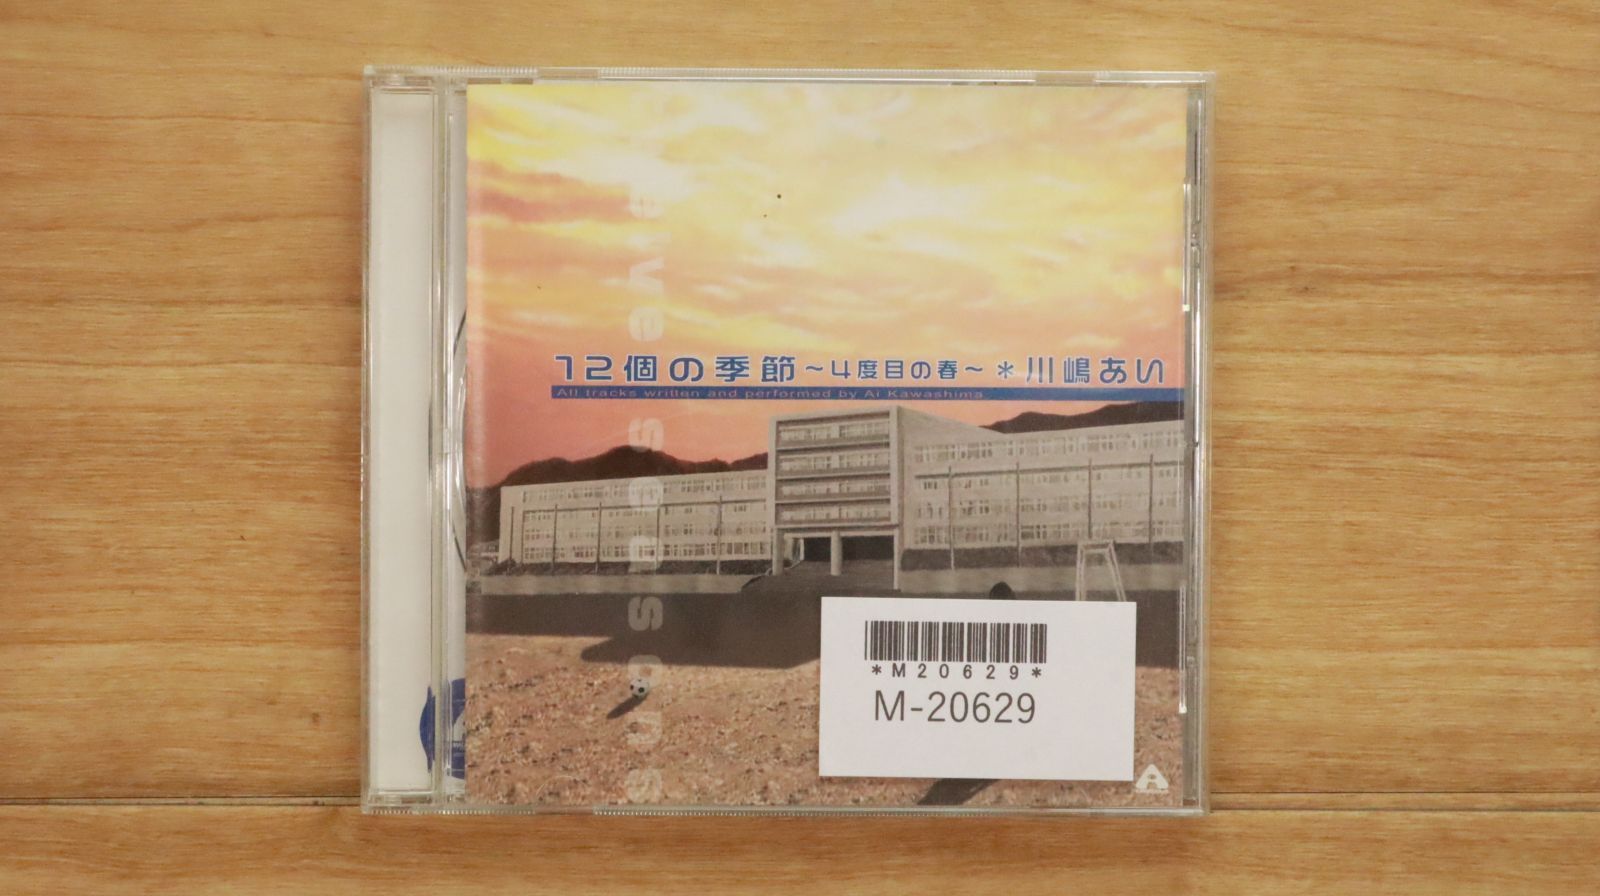 12個の季節～4度目の春～＊川嶋あい
All tracks written and performed by Ai Kawashima
*M20629*
M-20629